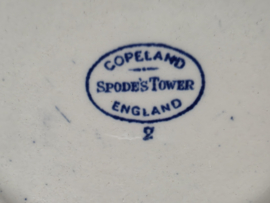 COPELAND
SPODE'S TOWER
ENGLAND
2